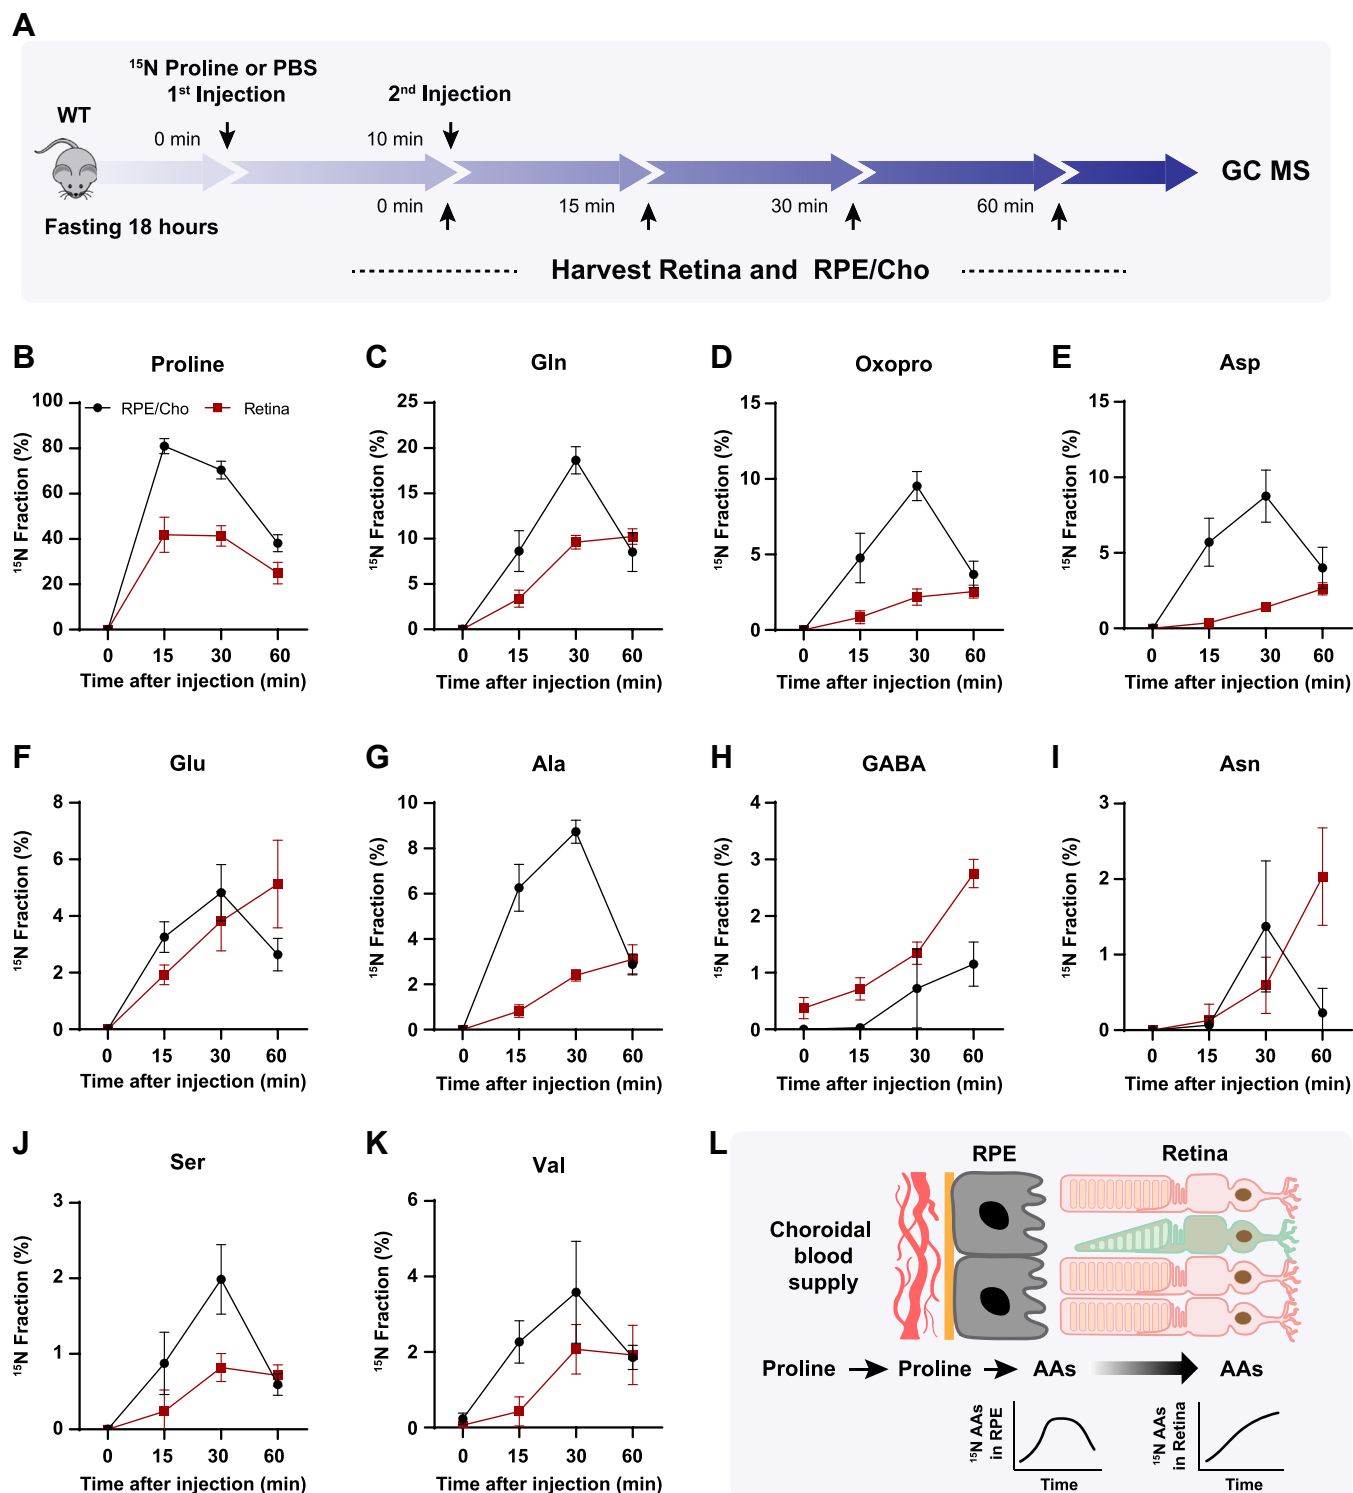 A
¹⁵N Proline or PBS
1ˢᵗ Injection
2ⁿᵈ Injection
WT
0 min
10 min
GC MS
0 min
15 min
30 min
60 min
Fasting 18 hours
Harvest Retina and RPE/Cho
B
Proline
¹⁵N Fraction (%)
100
80
60
40
20
0
RPE/Cho
Retina
0 15 30 60
Time after injection (min)
C
Gln
¹⁵N Fraction (%)
25
20
15
10
5
0
0 15 30 60
Time after injection (min)
D
Oxopro
¹⁵N Fraction (%)
15
10
5
0
0 15 30 60
Time after injection (min)
E
Asp
¹⁵N Fraction (%)
15
10
5
0
0 15 30 60
Time after injection (min)
F
Glu
¹⁵N Fraction (%)
8
6
4
2
0
0 15 30 60
Time after injection (min)
G
Ala
¹⁵N Fraction (%)
10
8
6
4
2
0
0 15 30 60
Time after injection (min)
H
GABA
¹⁵N Fraction (%)
4
3
2
1
0
0 15 30 60
Time after injection (min)
I
Asn
¹⁵N Fraction (%)
3
2
1
0
0 15 30 60
Time after injection (min)
J
Ser
¹⁵N Fraction (%)
3
2
1
0
0 15 30 60
Time after injection (min)
K
Val
¹⁵N Fraction (%)
6
4
2
0
0 15 30 60
Time after injection (min)
L
RPE
Retina
Choroidal
blood
supply
Proline
Proline
AAs
AAs
¹⁵N AAs
in RPE
Time
¹⁵N AAs
in Retina
Time